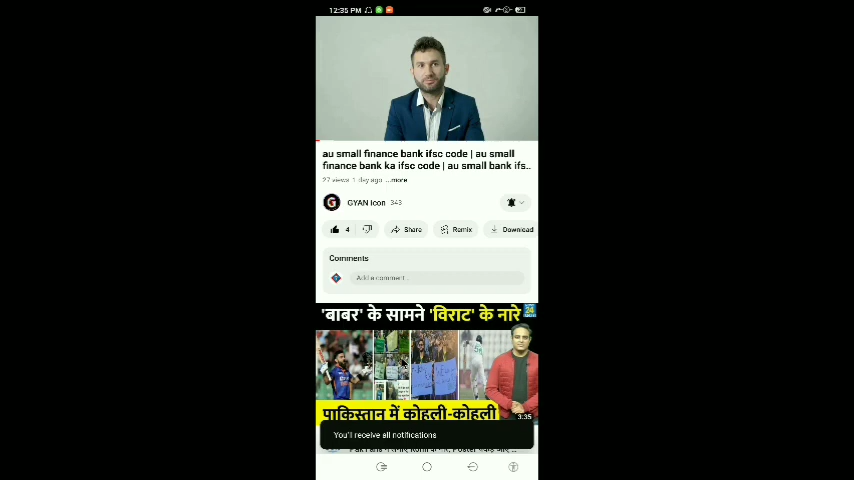 12:35 PM
au small finance bank ifsc code | au small
finance bank ka ifsc code | au small bank ifs..
27 views 1 day ago ...more
G GYAN icon 343
4 Share Remix Download
Comments
Add a comment...
'बाबर' के सामने 'विराट' के नारे
24
पाकिस्तान में कोहली-कोहली
3:35
You'll receive all notifications